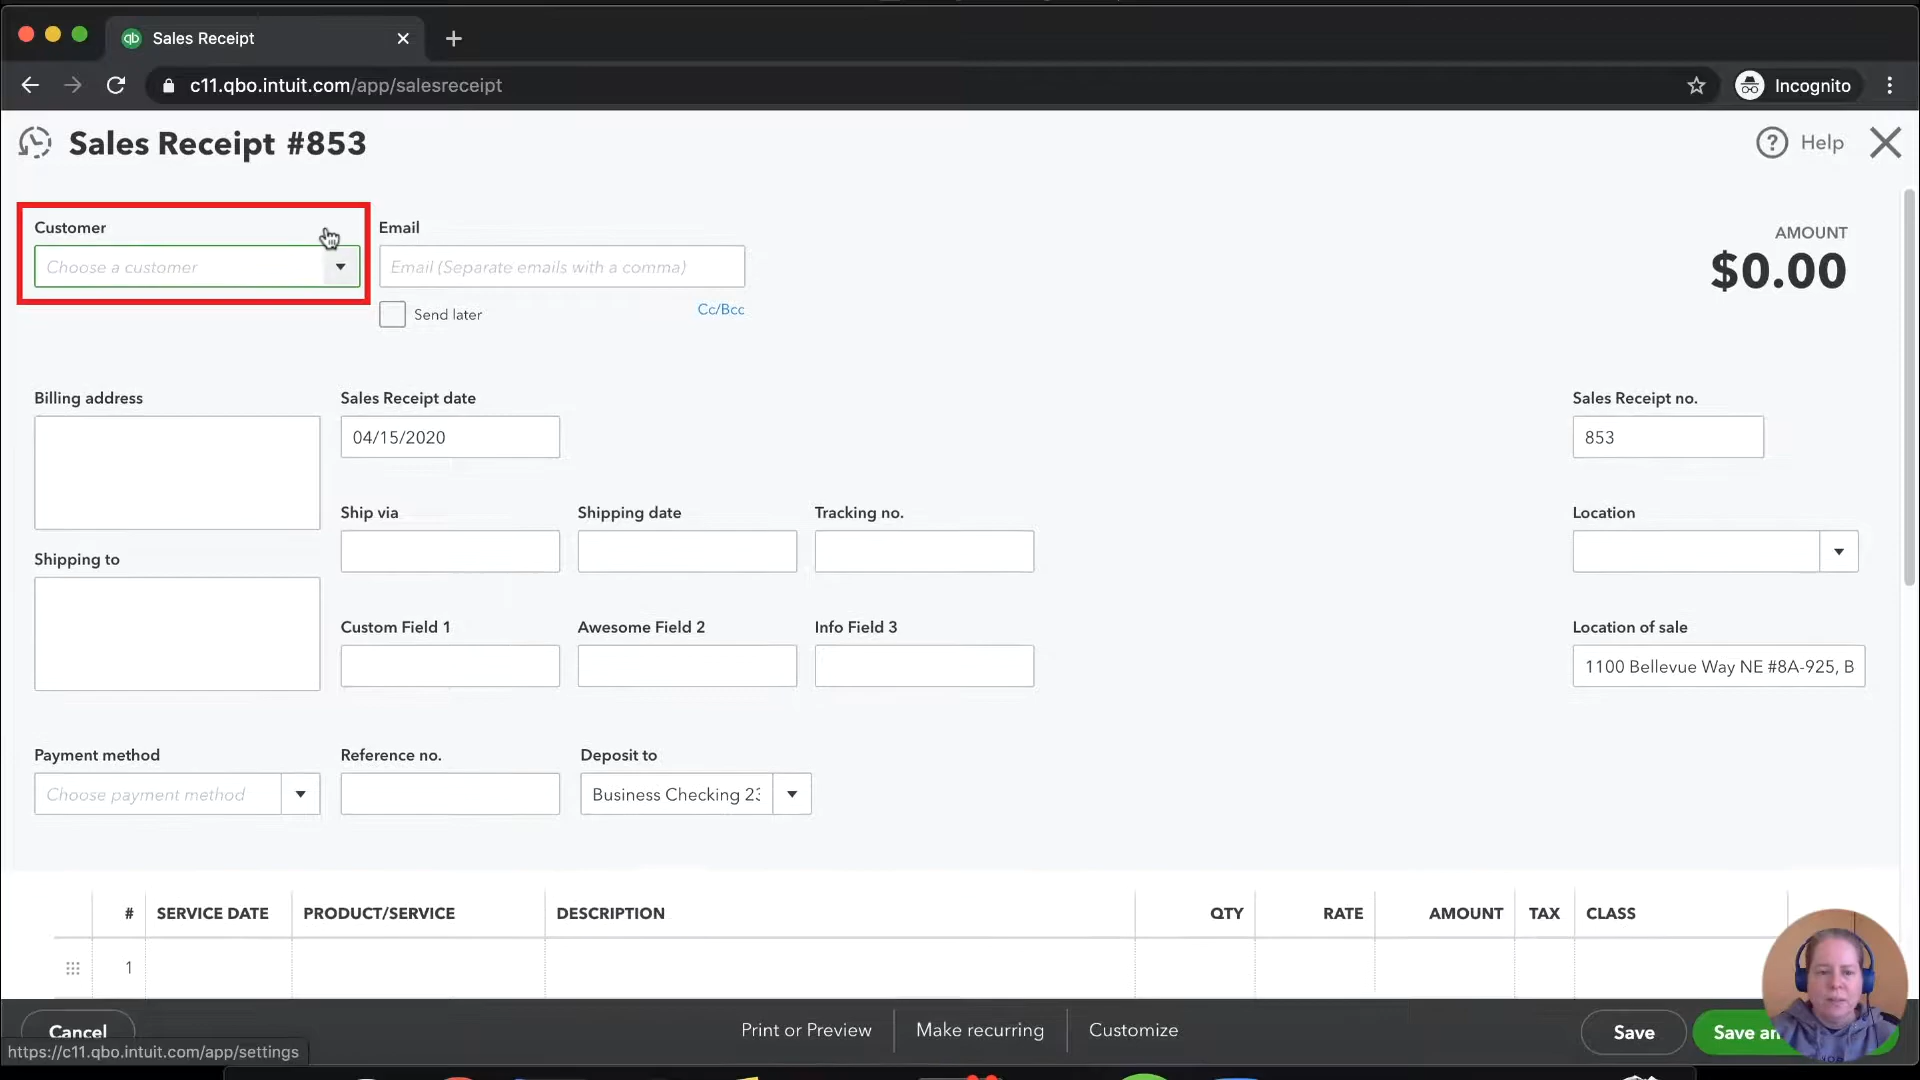 Sales Receipt
c11.qbo.intuit.com/app/salesreceipt
Incognito
Sales Receipt #853
Help
Customer
Email
AMOUNT
Choose a customer
Email (Separate emails with a comma)
$0.00
Send later
Cc/Bcc
Billing address
Sales Receipt date
Sales Receipt no.
04/15/2020
853
Ship via
Shipping date
Tracking no.
Location
Shipping to
Custom Field 1
Awesome Field 2
Info Field 3
Location of sale
1100 Bellevue Way NE #8A-925, B
Payment method
Reference no.
Deposit to
Choose payment method
Business Checking 23
# SERVICE DATE PRODUCT/SERVICE DESCRIPTION QTY RATE AMOUNT TAX CLASS
1
Cancel
Print or Preview
Make recurring
Customize
Save
Save an
https://c11.qbo.intuit.com/app/settings